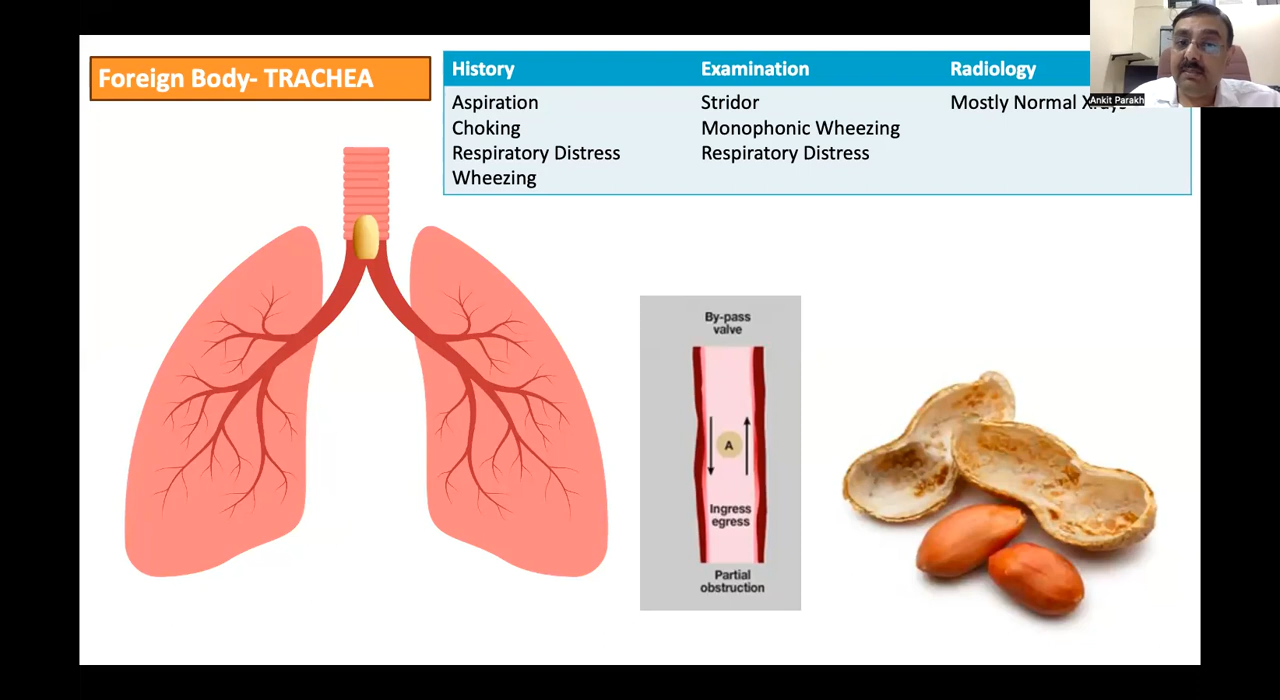 Foreign Body- TRACHEA
History
Examination
Radiology
Aspiration
Stridor
Mostly Normal Xrays
Choking
Monophonic Wheezing
Respiratory Distress
Respiratory Distress
Wheezing
Ankit Parakh
By-pass
valve
A
Ingress
egress
Partial
obstruction